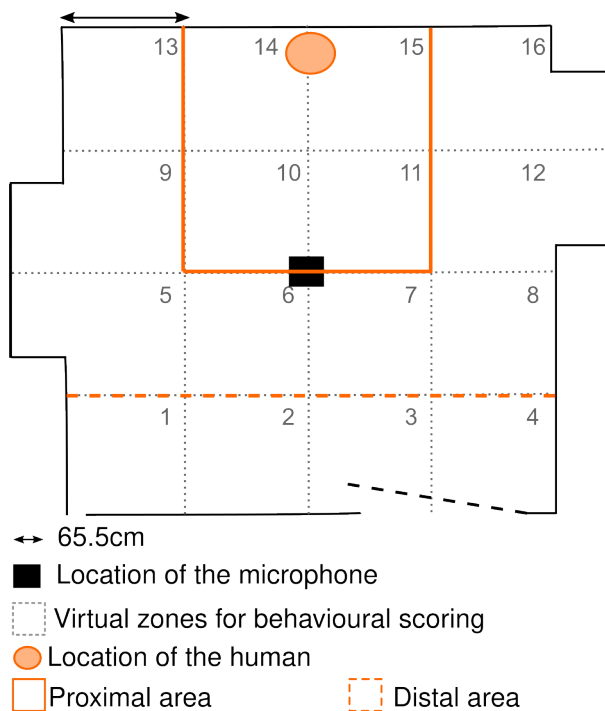 13 14 15 16
9 10 11 12
5 6 7 8
1 2 3 4
65.5cm
Location of the microphone
Virtual zones for behavioural scoring
Location of the human
Proximal area Distal area